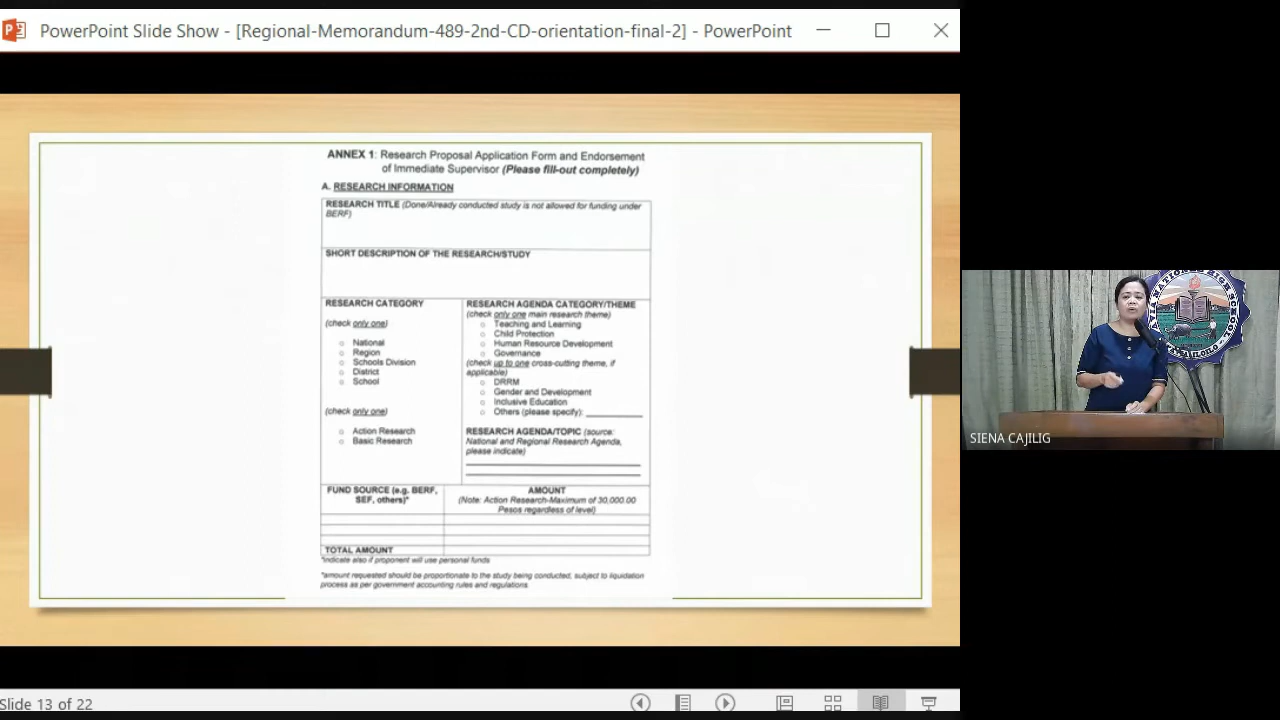 PowerPoint Slide Show - [Regional-Memorandum-489-2nd-CD-orientation-final-2] - PowerPoint
ANNEX 1: Research Proposal Application Form and Endorsement
of Immediate Supervisor (Please fill-out completely)
A. RESEARCH INFORMATION
RESEARCH TITLE (Done/Already conducted study is not allowed for funding under
BERF)
SHORT DESCRIPTION OF THE RESEARCH/STUDY
RESEARCH CATEGORY
(check only one)
National
Region
Schools Division
District
School
(check only one)
Action Research
Basic Research
RESEARCH AGENDA CATEGORY/THEME
(check only one main research theme)
Teaching and Learning
Child Protection
Human Resource Development
Governance
(check up to one cross-cutting theme, if
applicable)
DRRM
Gender and Development
Inclusive Education
Others (please specify):
RESEARCH AGENDA/TOPIC (source:
National and Regional Research Agenda,
please indicate)
FUND SOURCE (e.g. BERF,
SEF, others)*
AMOUNT
(Note: Action Research-Maximum of 30,000.00
Pesos regardless of level)
TOTAL AMOUNT
*indicate also if proponent will use personal funds
*amount requested should be proportionate to the study being conducted, subject to liquidation
process as per government accounting rules and regulations.
SIENA CAJILIG
Slide 13 of 22